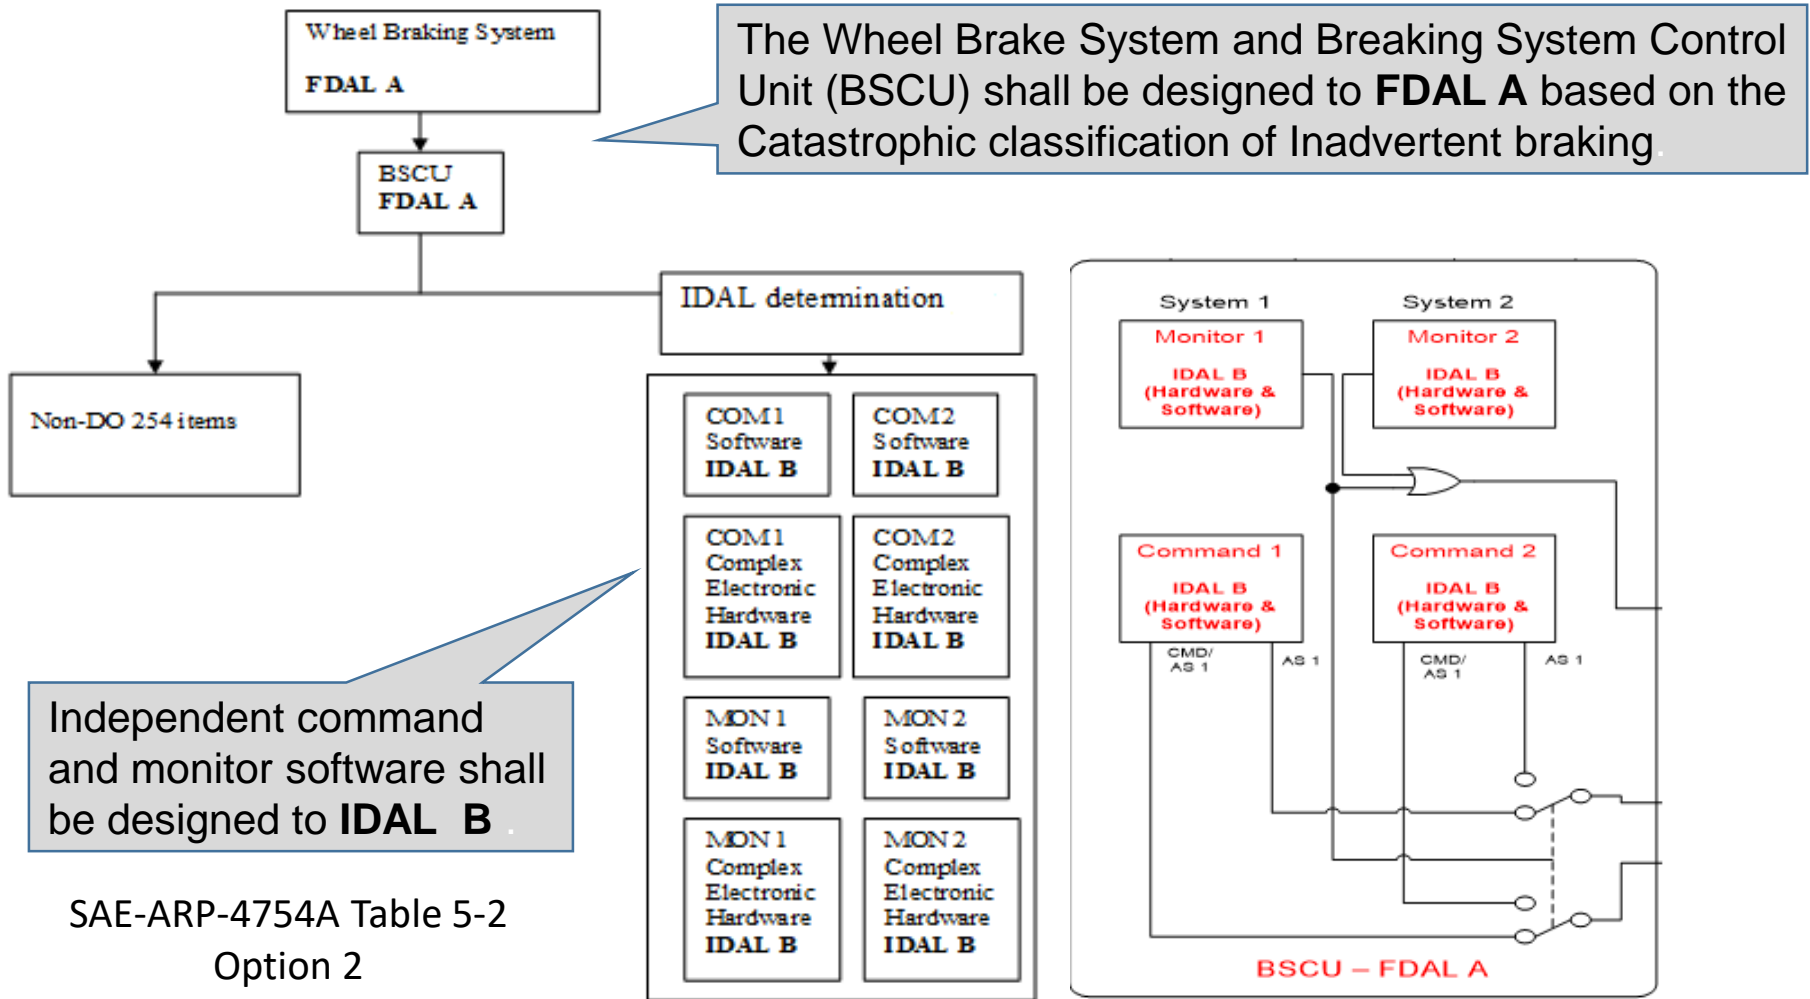 Wheel Braking System
FDAL A
The Wheel Brake System and Breaking System Control
Unit (BSCU) shall be designed to FDAL A based on the
Catastrophic classification of Inadvertent braking.
BSCU
FDAL A
IDAL determination
Non-DO 254 items
COM1
Software
IDAL B
COM2
Software
IDAL B
COM1
Complex
Electronic
Hardware
IDAL B
COM2
Complex
Electronic
Hardware
IDAL B
MON 1
Software
IDAL B
MON 2
Software
IDAL B
MON 1
Complex
Electronic
Hardware
IDAL B
MON 2
Complex
Electronic
Hardware
IDAL B
Independent command
and monitor software shall
be designed to IDAL B .
SAE-ARP-4754A Table 5-2
Option 2
System 1
System 2
Monitor 1
IDAL B
(Hardware &
Software)
Monitor 2
IDAL B
(Hardware &
Software)
Command 1
IDAL B
(Hardware &
Software)
Command 2
IDAL B
(Hardware &
Software)
CMD/
AS 1
AS 1
CMD/
AS 1
AS 1
BSCU – FDAL A